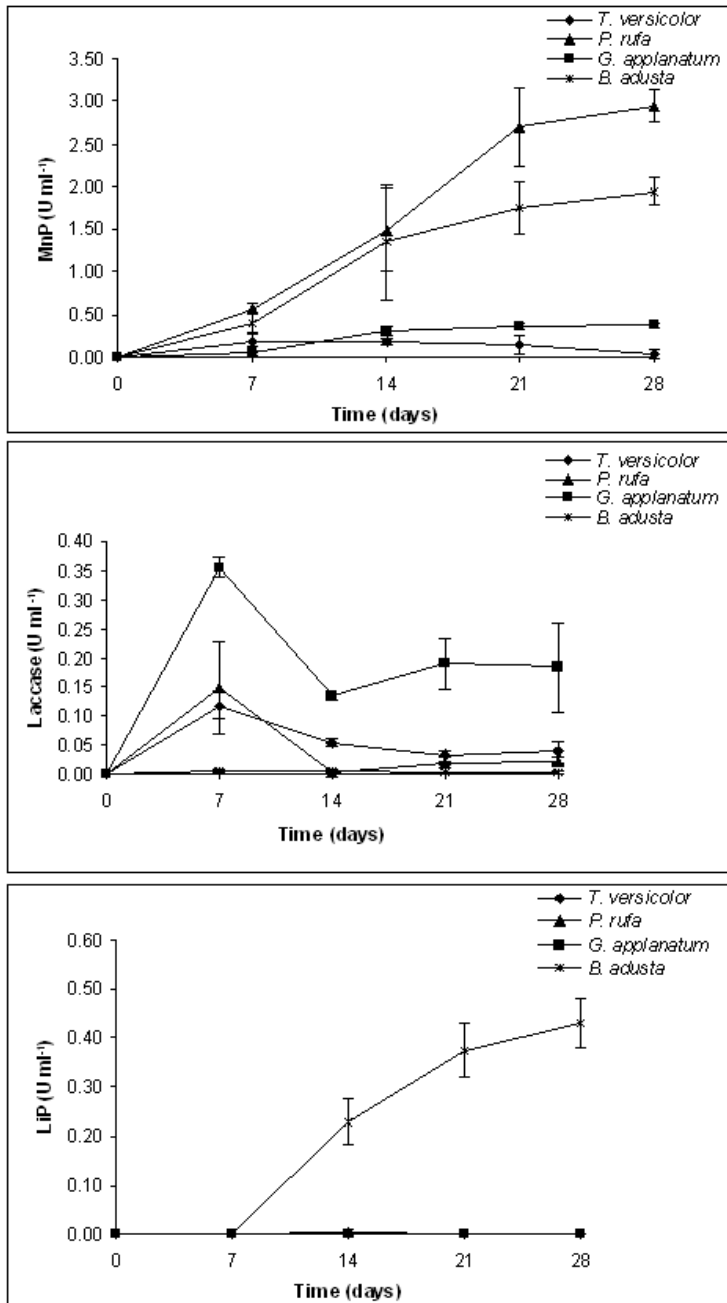 T. versicolor
P. rufa
G. applanatum
B. adusta
3.50
3.00
2.50
2.00
1.50
1.00
0.50
0.00
MnP (U ml⁻¹)
0 7 14 21 28
Time (days)
T. versicolor
P. rufa
G. applanatum
B. adusta
0.40
0.35
0.30
0.25
0.20
0.15
0.10
0.05
0.00
Laccase (U ml⁻¹)
0 7 14 21 28
Time (days)
T. versicolor
P. rufa
G. applanatum
B. adusta
0.60
0.50
0.40
0.30
0.20
0.10
0.00
LiP (U ml⁻¹)
0 7 14 21 28
Time (days)